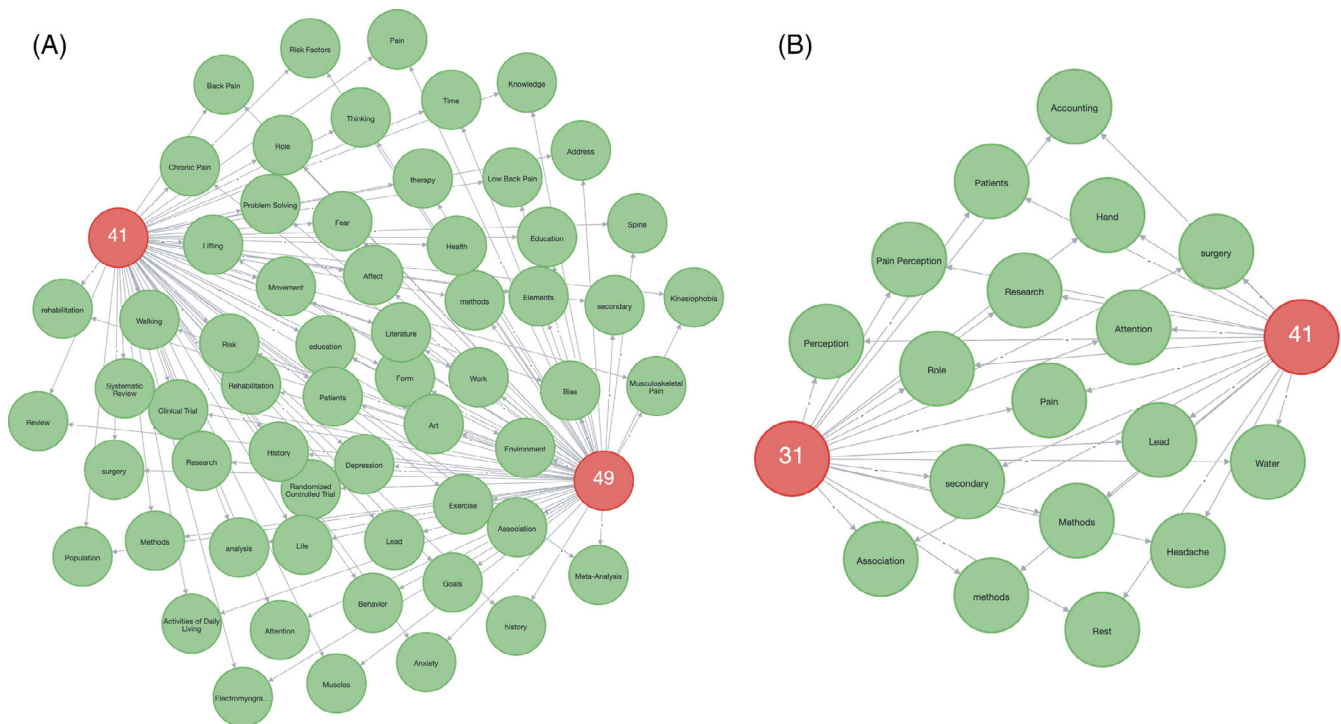 (A)
Risk Factors
Pain
Back Pain
Knowledge
Time
Thinking
Role
Address
Chronic Pain
therapy
Low Back Pain
Problem Solving
Fear
Spine
41
Lifting
Health
Education
Affect
Movement
methods
Elements
secondary
Kinesiophobia
rehabilitation
Walking
Literature
Risk
education
Systematic
Review
Rehabilitation
Form
Work
Musculoskeletal
Pain
Bias
Patients
Clinical Trial
Review
Art
Environment
History
surgery
Research
Depression
49
Randomized
Controlled Trial
Exercise
Association
Population
Methods
analysis
Life
Lead
Meta-Analysis
Goals
Behavior
Activities of Daily
Living
Attention
history
Anxiety
Muscles
Electromyogra...
(B)
Accounting
Patients
Hand
surgery
Pain Perception
Research
Attention
41
Perception
Role
Pain
Lead
31
Water
secondary
Methods
Headache
Association
methods
Rest